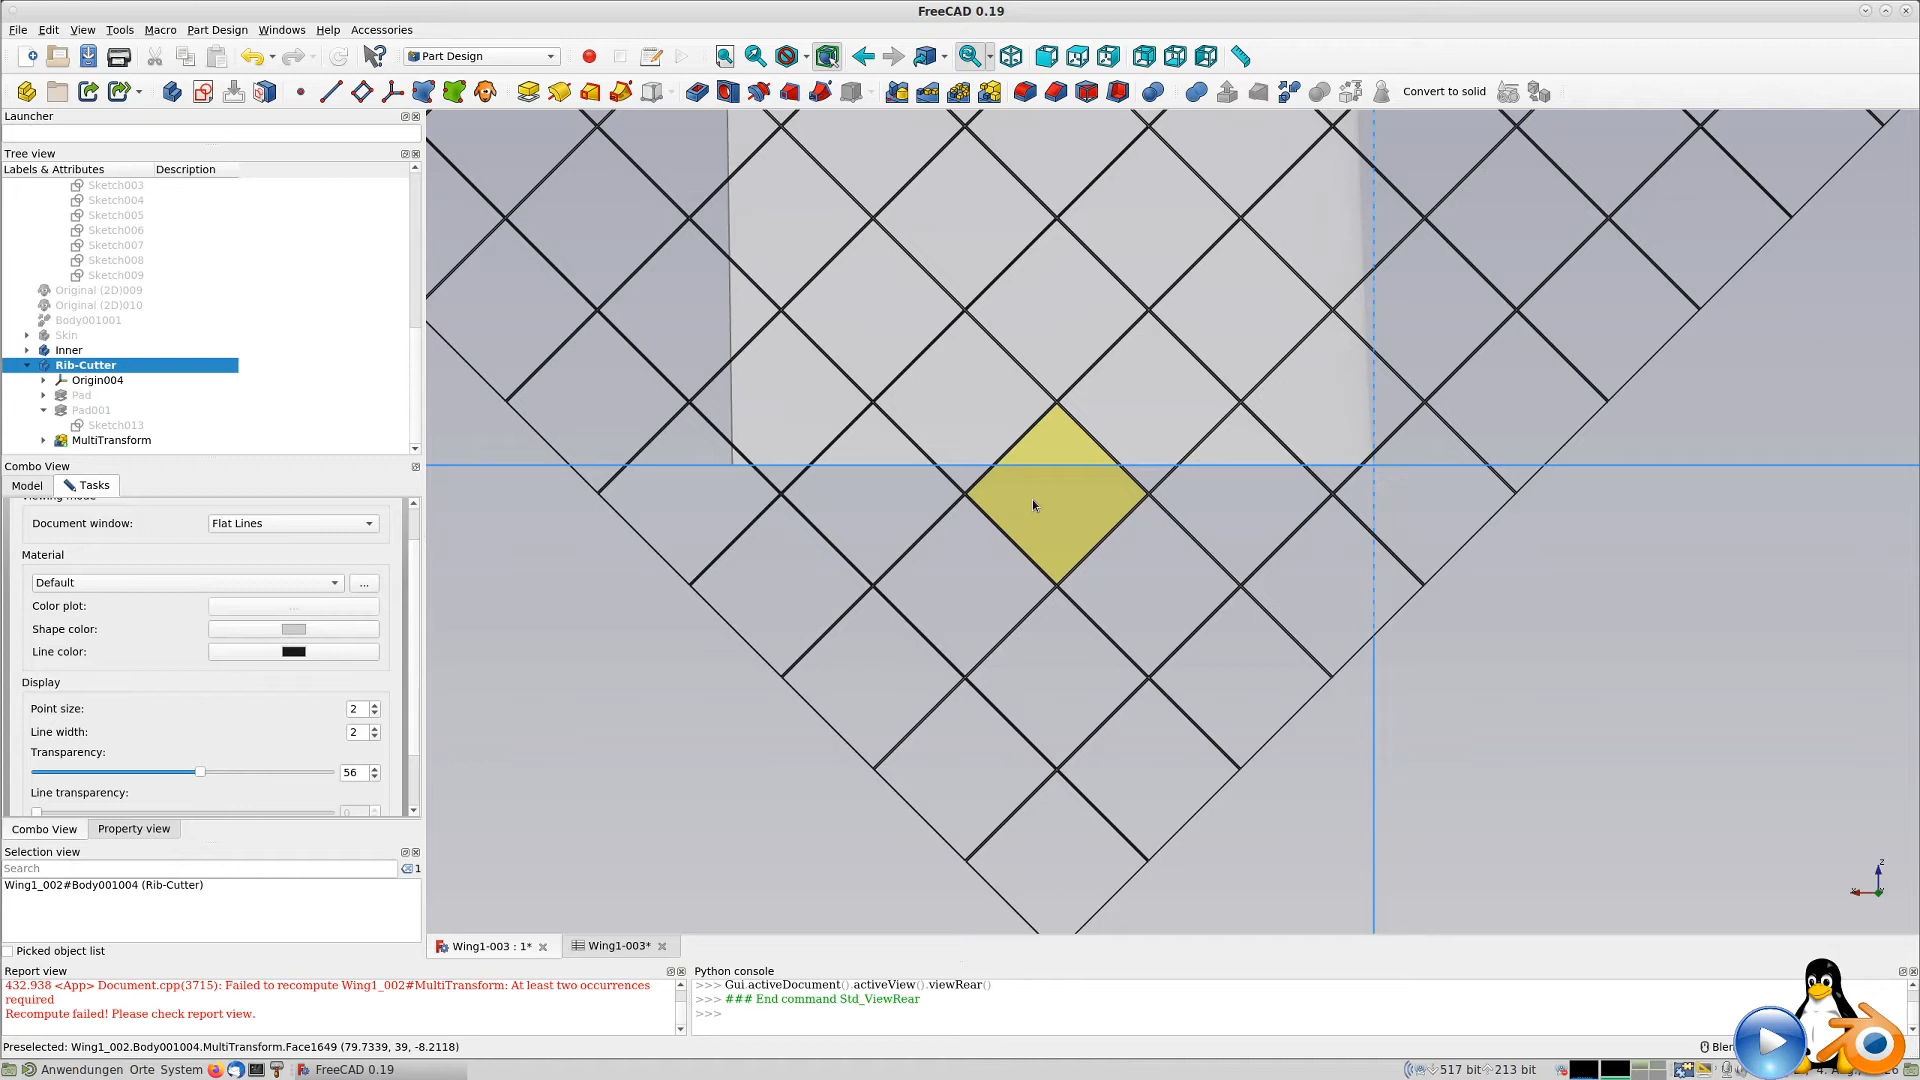 FreeCAD 0.19
File Edit View Tools Macro Part Design Windows Help Accessories
Part Design
Convert to solid
Launcher
Tree view
Labels & Attributes Description
Sketch003
Sketch004
Sketch005
Sketch006
Sketch007
Sketch008
Sketch009
Original (2D)009
Original (2D)010
Body001001
Skin
Inner
Rib-Cutter
Origin004
Pad
Pad001
Sketch013
MultiTransform
Combo View
Model Tasks
Viewing mode
Document window: Flat Lines
Material
Default ...
Color plot: ...
Shape color:
Line color:
Display
Point size: 2
Line width: 2
Transparency:
56
Line transparency:
0
Combo View Property view
Selection view
Search 1
Wing1_002#Body001004 (Rib-Cutter)
Picked object list
z
Wing1-003 : 1* Wing1-003*
Report view
432.938 <App> Document.cpp(3715): Failed to recompute Wing1_002#MultiTransform: At least two occurrences
required
Recompute failed! Please check report view.
Python console
>>> Gui.activeDocument().activeView().viewRear()
>>> ### End command Std_ViewRear
>>>
Preselected: Wing1_002.Body001004.MultiTransform.Face1649 (79.7339, 39, -8.2118)
Anwendungen Orte System FreeCAD 0.19 517 bit 213 bit